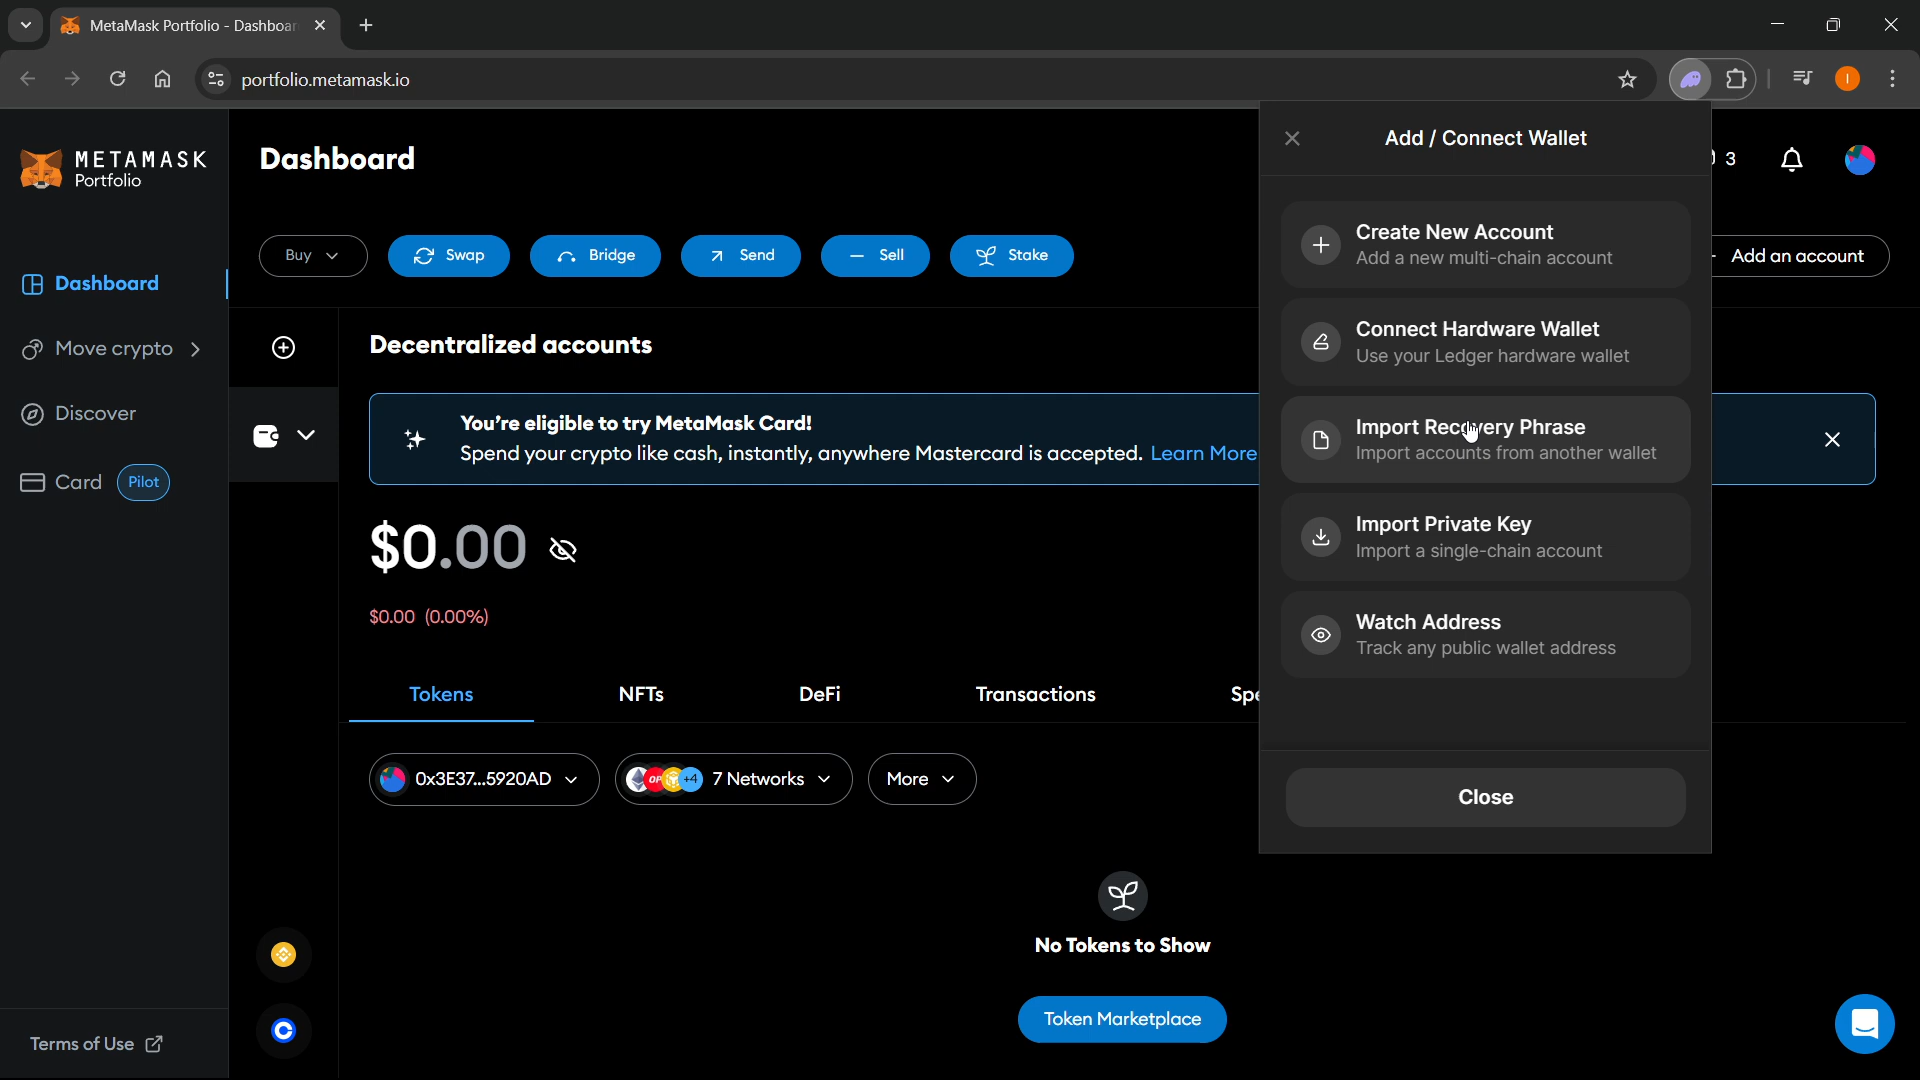 MetaMask Portfolio - Dashboar
portfolio.metamask.io
I
METAMASK
Portfolio
Dashboard
Add / Connect Wallet
3
Buy
Swap
Bridge
Send
Sell
Stake
Add an account
Create New Account
Add a new multi-chain account
Dashboard
Move crypto
Discover
Card
Pilot
Decentralized accounts
Connect Hardware Wallet
Use your Ledger hardware wallet
You're eligible to try MetaMask Card!
Spend your crypto like cash, instantly, anywhere Mastercard is accepted. Learn More
Import Recovery Phrase
Import accounts from another wallet
$0.00
$0.00 (0.00%)
Import Private Key
Import a single-chain account
Watch Address
Track any public wallet address
Tokens
NFTs
DeFi
Transactions
Spe
0x3E37...5920AD
OP
+4
7 Networks
More
Close
No Tokens to Show
Token Marketplace
Terms of Use